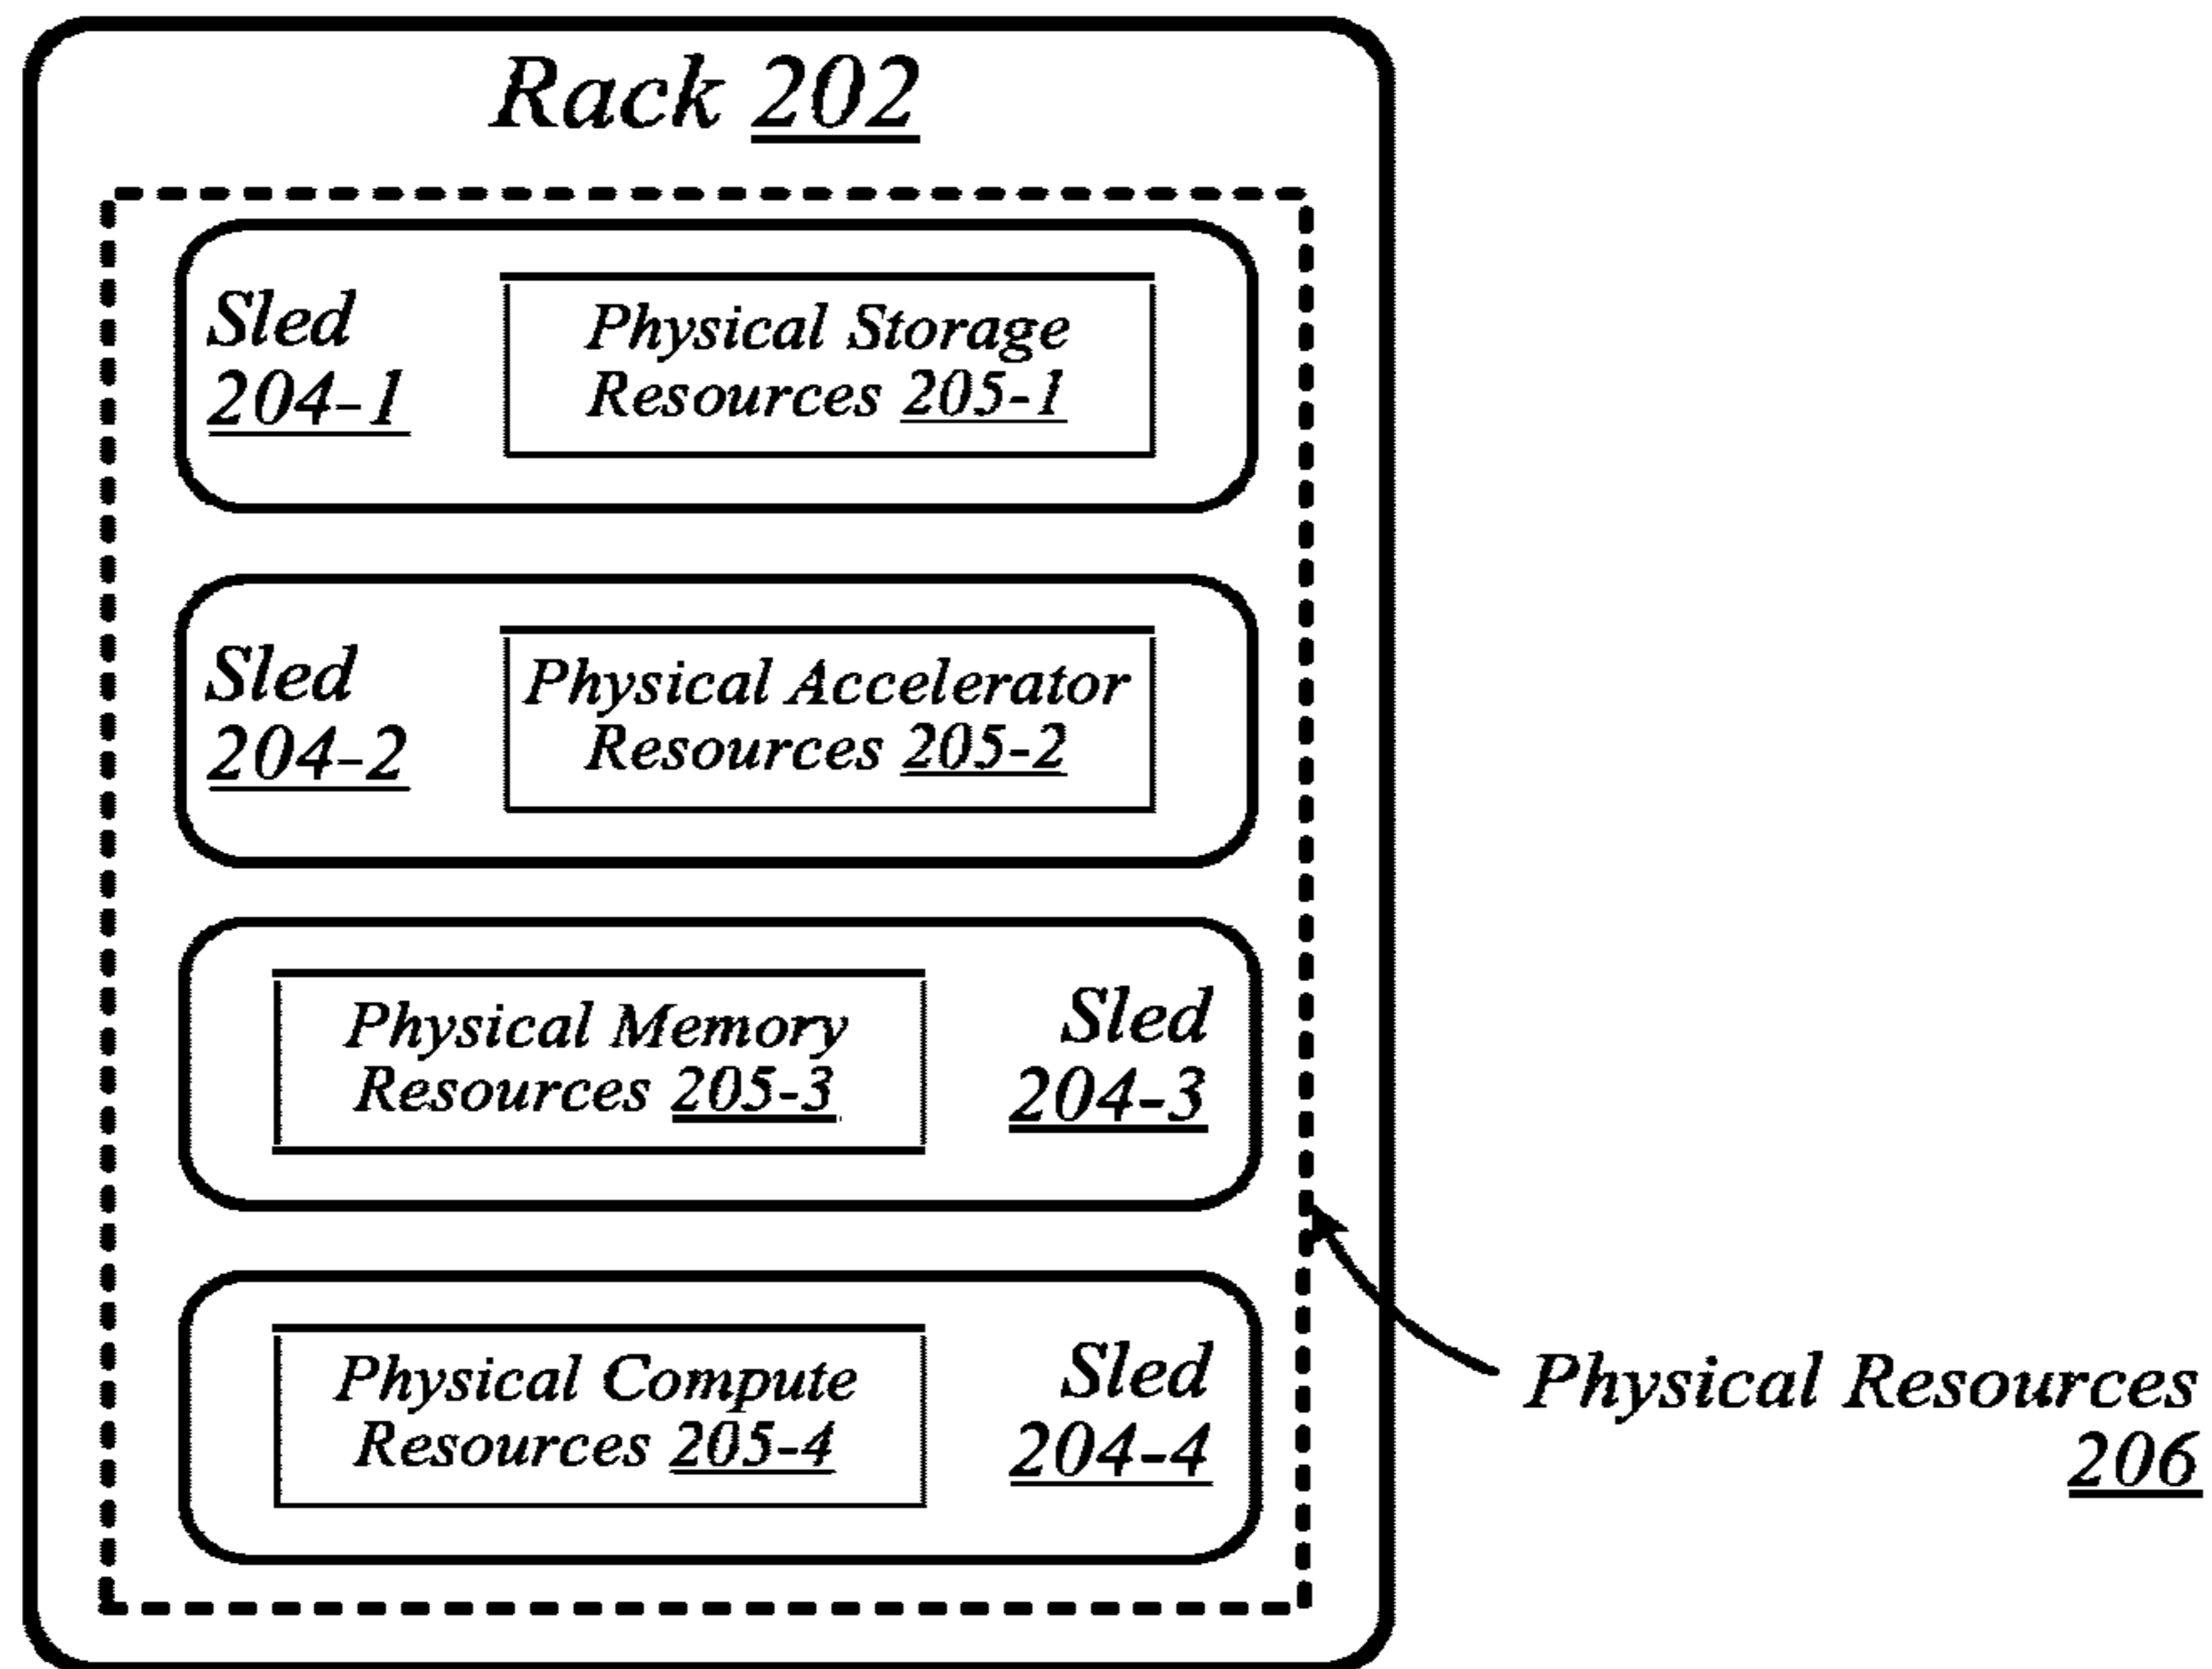 Rack 202
Sled
204-1
Physical Storage
Resources 205-1
Sled
204-2
Physical Accelerator
Resources 205-2
Physical Memory
Resources 205-3
Sled
204-3
Physical Compute
Resources 205-4
Sled
204-4
Physical Resources
206